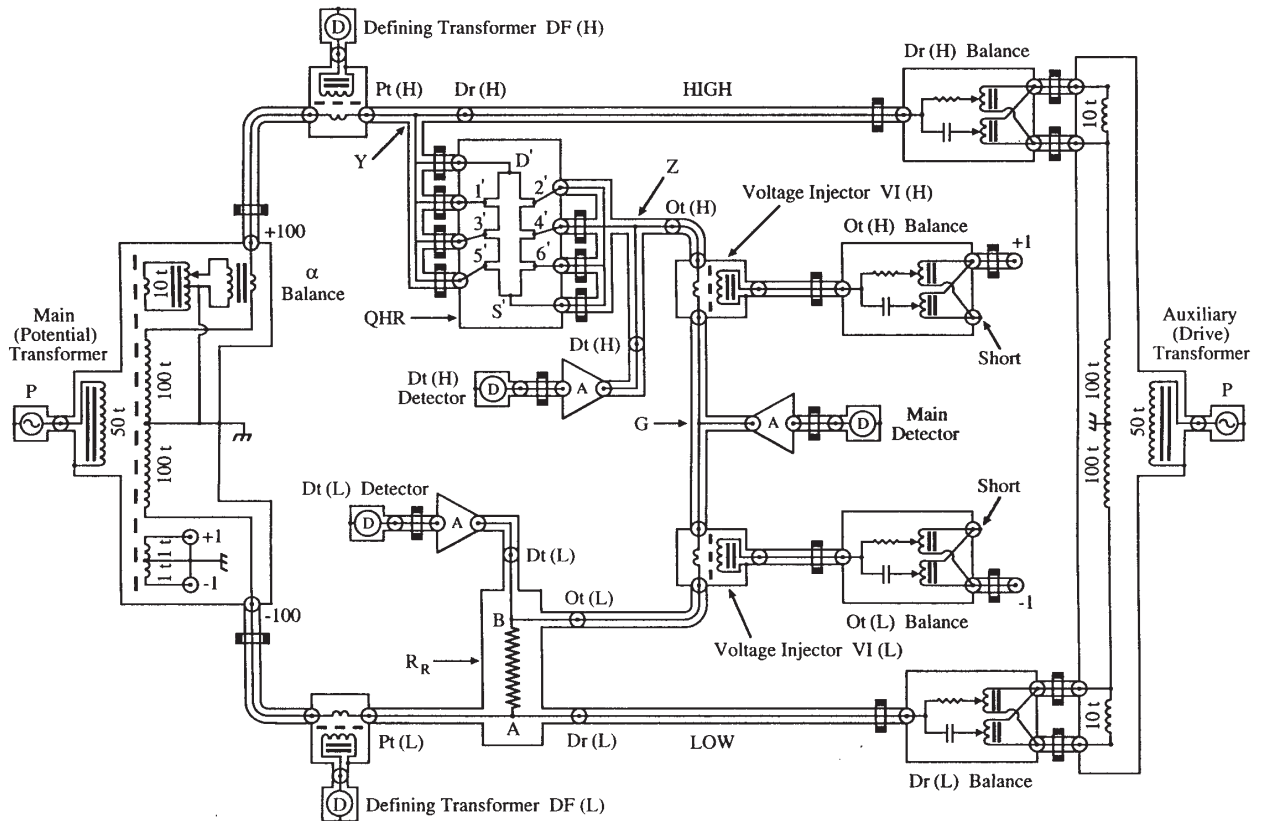 D Defining Transformer DF (H)
Dr (H) Balance
Pt (H) Dr (H) HIGH
10 t
Y
D'
Z
1' 2'
Voltage Injector VI (H)
Ot (H)
3' 4'
Ot (H) Balance
+1
+100
5' 6'
10 t
α
Balance
S'
QHR
Main
(Potential)
Transformer
Auxiliary
(Drive)
Transformer
Short
Dt (H)
P
50 t
100 t
100 t
Dt (H)
Detector
D A
G
A D
Main
Detector
100 t
100 t
50 t
P
Dt (L) Detector
D A
Short
+1
1 t 1 t
-1
Dt (L)
-1
Ot (L)
B
Ot (L) Balance
-100
R_R
Voltage Injector VI (L)
A
10 t
Pt (L) Dr (L) LOW
Dr (L) Balance
D Defining Transformer DF (L)